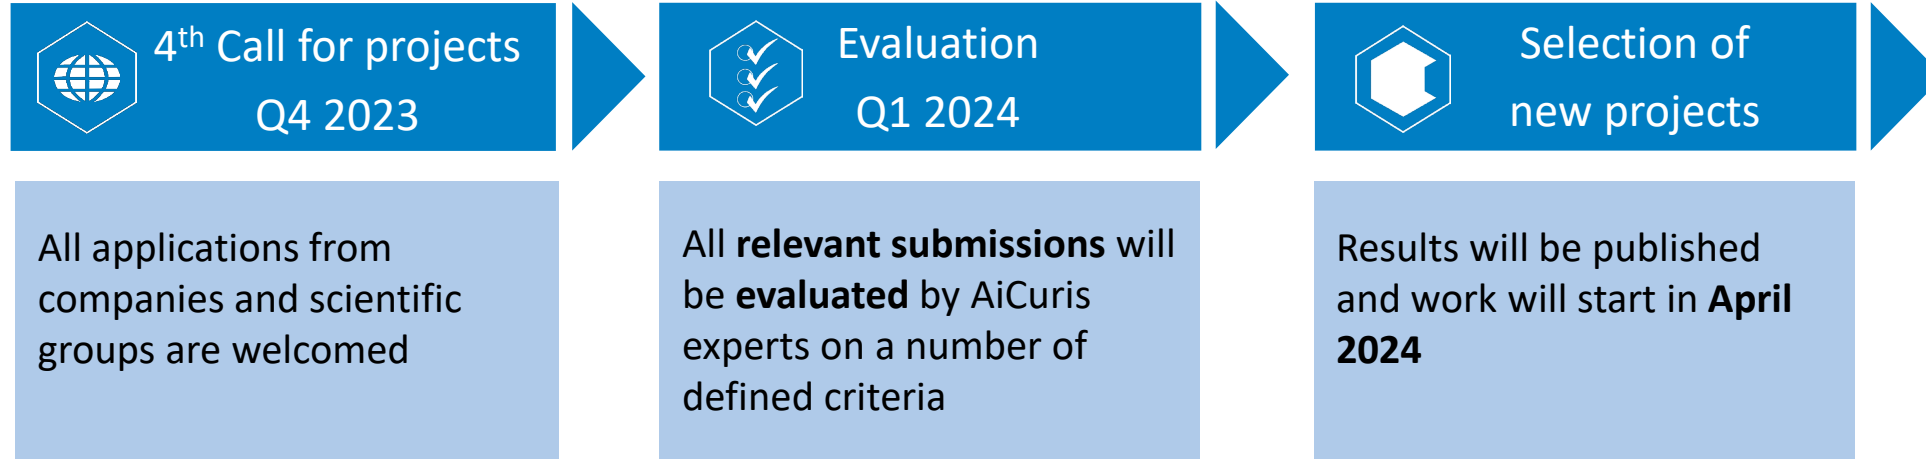 4th Call for projects
Q4 2023
All applications from
companies and scientific
groups are welcomed
Evaluation
Q1 2024
All relevant submissions will
be evaluated by AiCuris
experts on a number of
defined criteria
Selection of
new projects
Results will be published
and work will start in April
2024